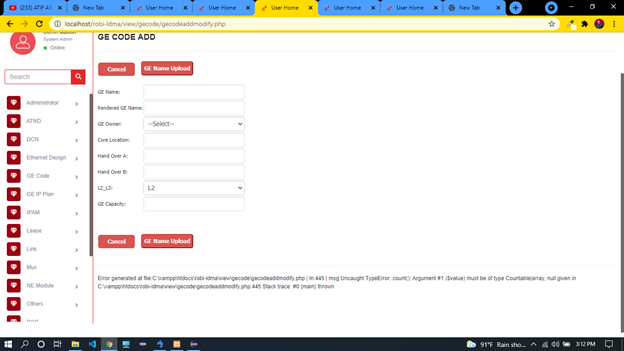 (233) ATIF ASL
New Tab
User Home
User Home
User Home
User Home
User Home
New Tab
localhost/robi-ldma/view/gecode/gecodeaddmodify.php
System Admin
Online
GE CODE ADD
Search
Cancel
GE Name Upload
Administrator
ATND
DCN
Ethernet Design
GE Code
GE IP Plan
IPAM
Lease
Link
Mux
NE Module
Others
GE Name:
Rendared GE Name:
GE Owner:
--Select--
Core Location:
Hand Over A:
Hand Over B:
L2_L3:
L2
GE Capacity:
Cancel
GE Name Upload
Error generated at file:C:\xampp\htdocs\robi-ldma\view\gecode\gecodeaddmodify.php | ln:445 | msg:Uncaught TypeError: count(): Argument #1 ($value) must be of type Countable|array, null given in
C:\xampp\htdocs\robi-ldma\view\gecode\gecodeaddmodify.php:445 Stack trace: #0 {main} thrown
91°F Rain sho...
3:12 PM